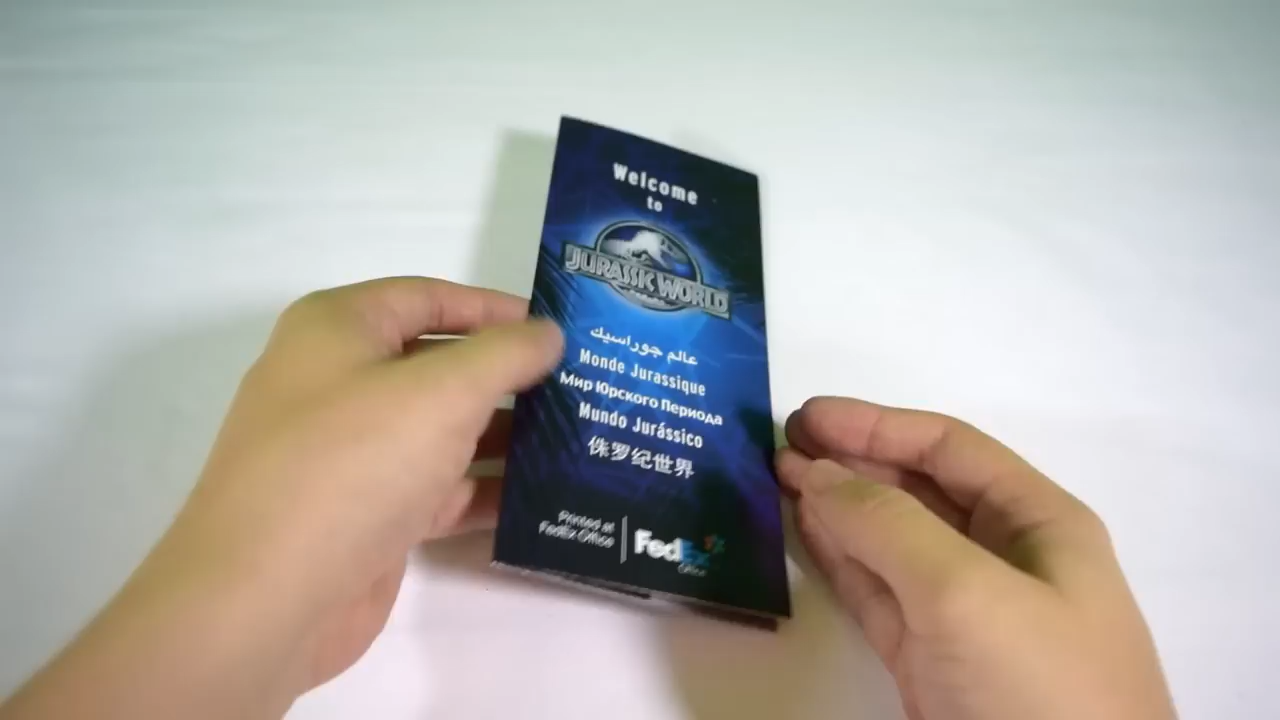 Welcome
to
JURASSIC WORLD
عالم جوراسيك
Monde Jurassique
Мир Юрского Периода
Mundo Jurássico
侏罗纪世界
Printed at
FedEx Office
FedEx
Office